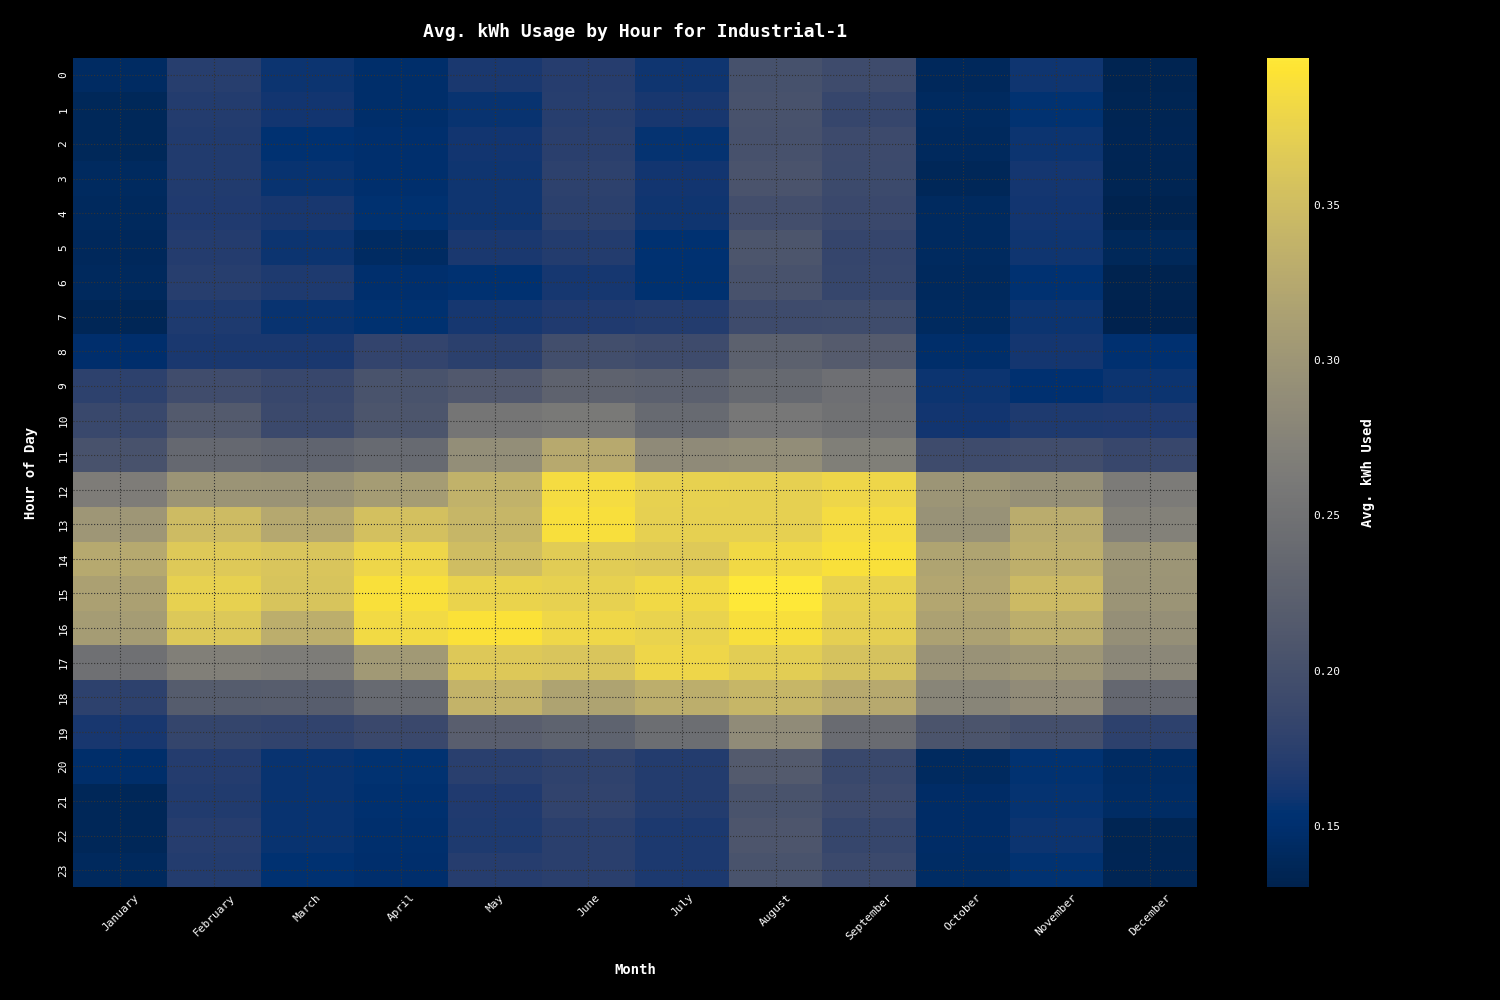 Avg. kWh Usage by Hour for Industrial-1
Hour of Day
0
1
2
3
4
5
6
7
8
9
10
11
12
13
14
15
16
17
18
19
20
21
22
23
January
February
March
April
May
June
July
August
September
October
November
December
Month
0.35
0.30
0.25
0.20
0.15
Avg. kWh Used